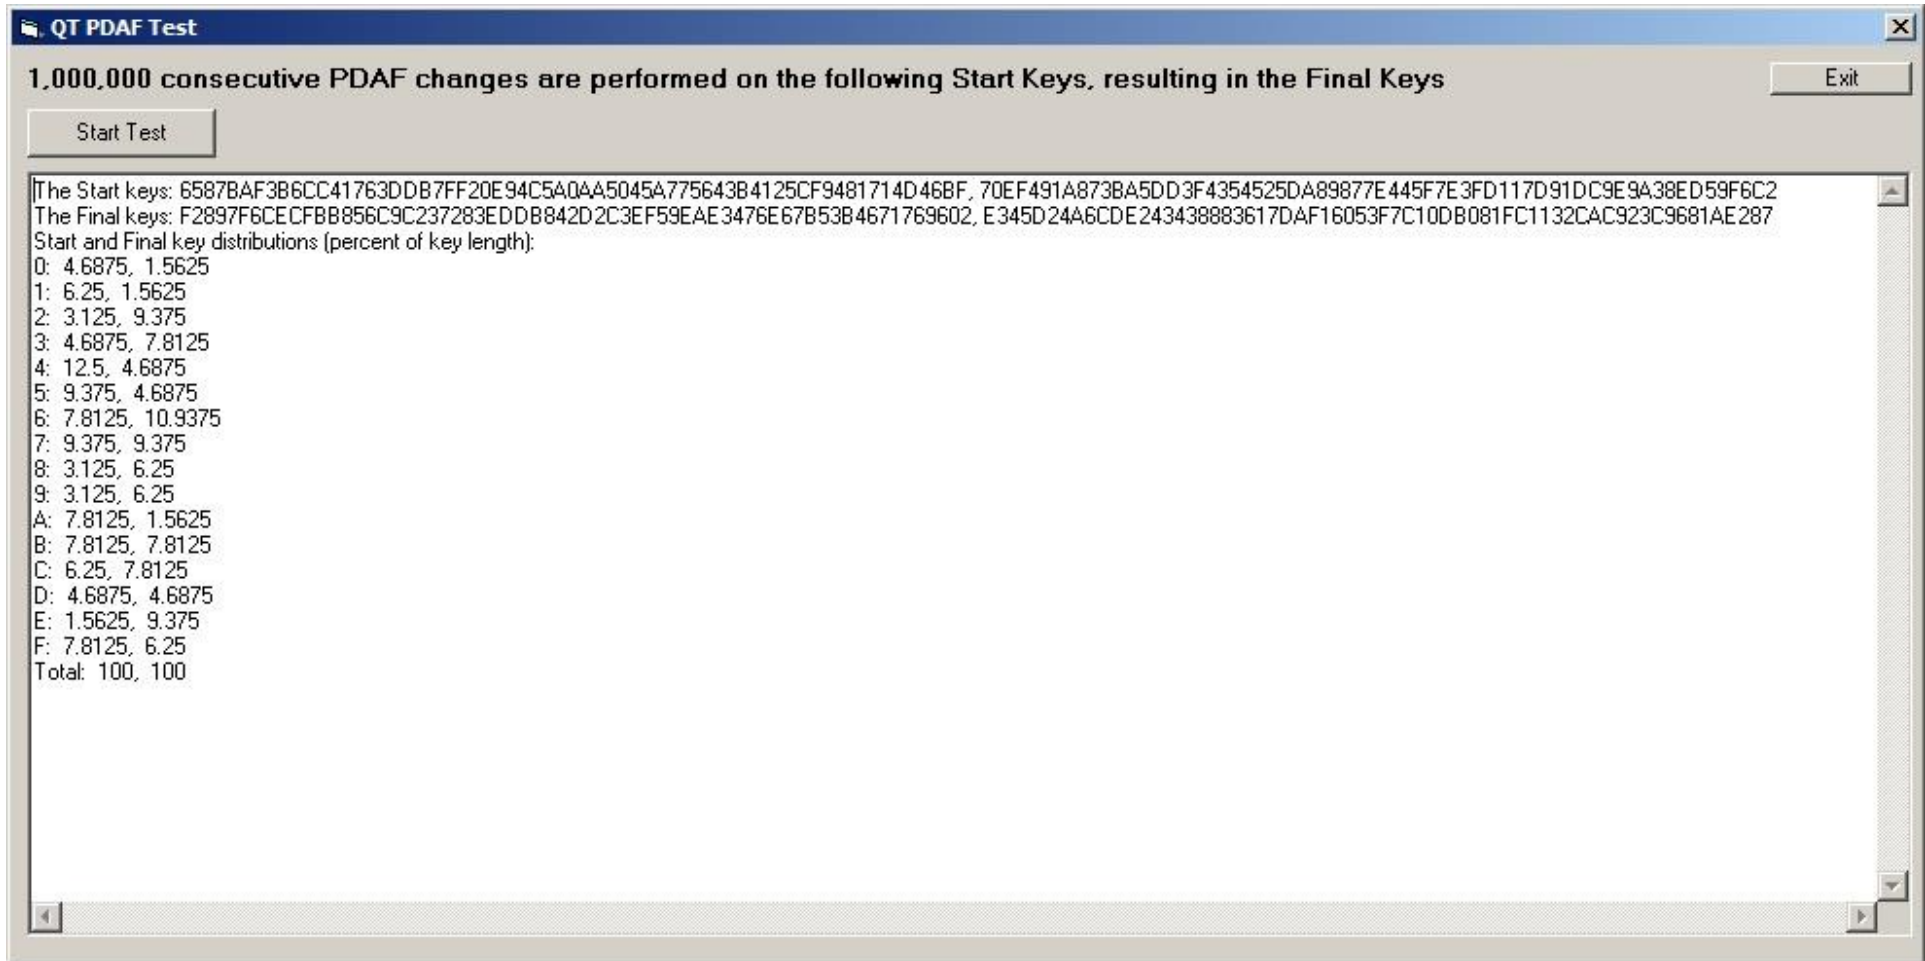 QT PDAF Test
1,000,000 consecutive PDAF changes are performed on the following Start Keys, resulting in the Final Keys
Exit
Start Test
The Start keys: 6587BAF3B6CC41763DDB7FF20E94C5A0AA5045A775643B4125CF9481714D46BF, 70EF491A873BA5DD3F4354525DA89877E445F7E3FD117D91DC9E9A38ED59F6C2
The Final keys: F2897F6CECFBB856C9C237283EDDB842D2C3EF59EAE3476E67B53B4671769602, E345D24A6CDE243438883617DAF16053F7C10DB081FC1132CAC923C9681AE287
Start and Final key distributions (percent of key length):
0: 4.6875, 1.5625
1: 6.25, 1.5625
2: 3.125, 9.375
3: 4.6875, 7.8125
4: 12.5, 4.6875
5: 9.375, 4.6875
6: 7.8125, 10.9375
7: 9.375, 9.375
8: 3.125, 6.25
9: 3.125, 6.25
A: 7.8125, 1.5625
B: 7.8125, 7.8125
C: 6.25, 7.8125
D: 4.6875, 4.6875
E: 1.5625, 9.375
F: 7.8125, 6.25
Total: 100, 100